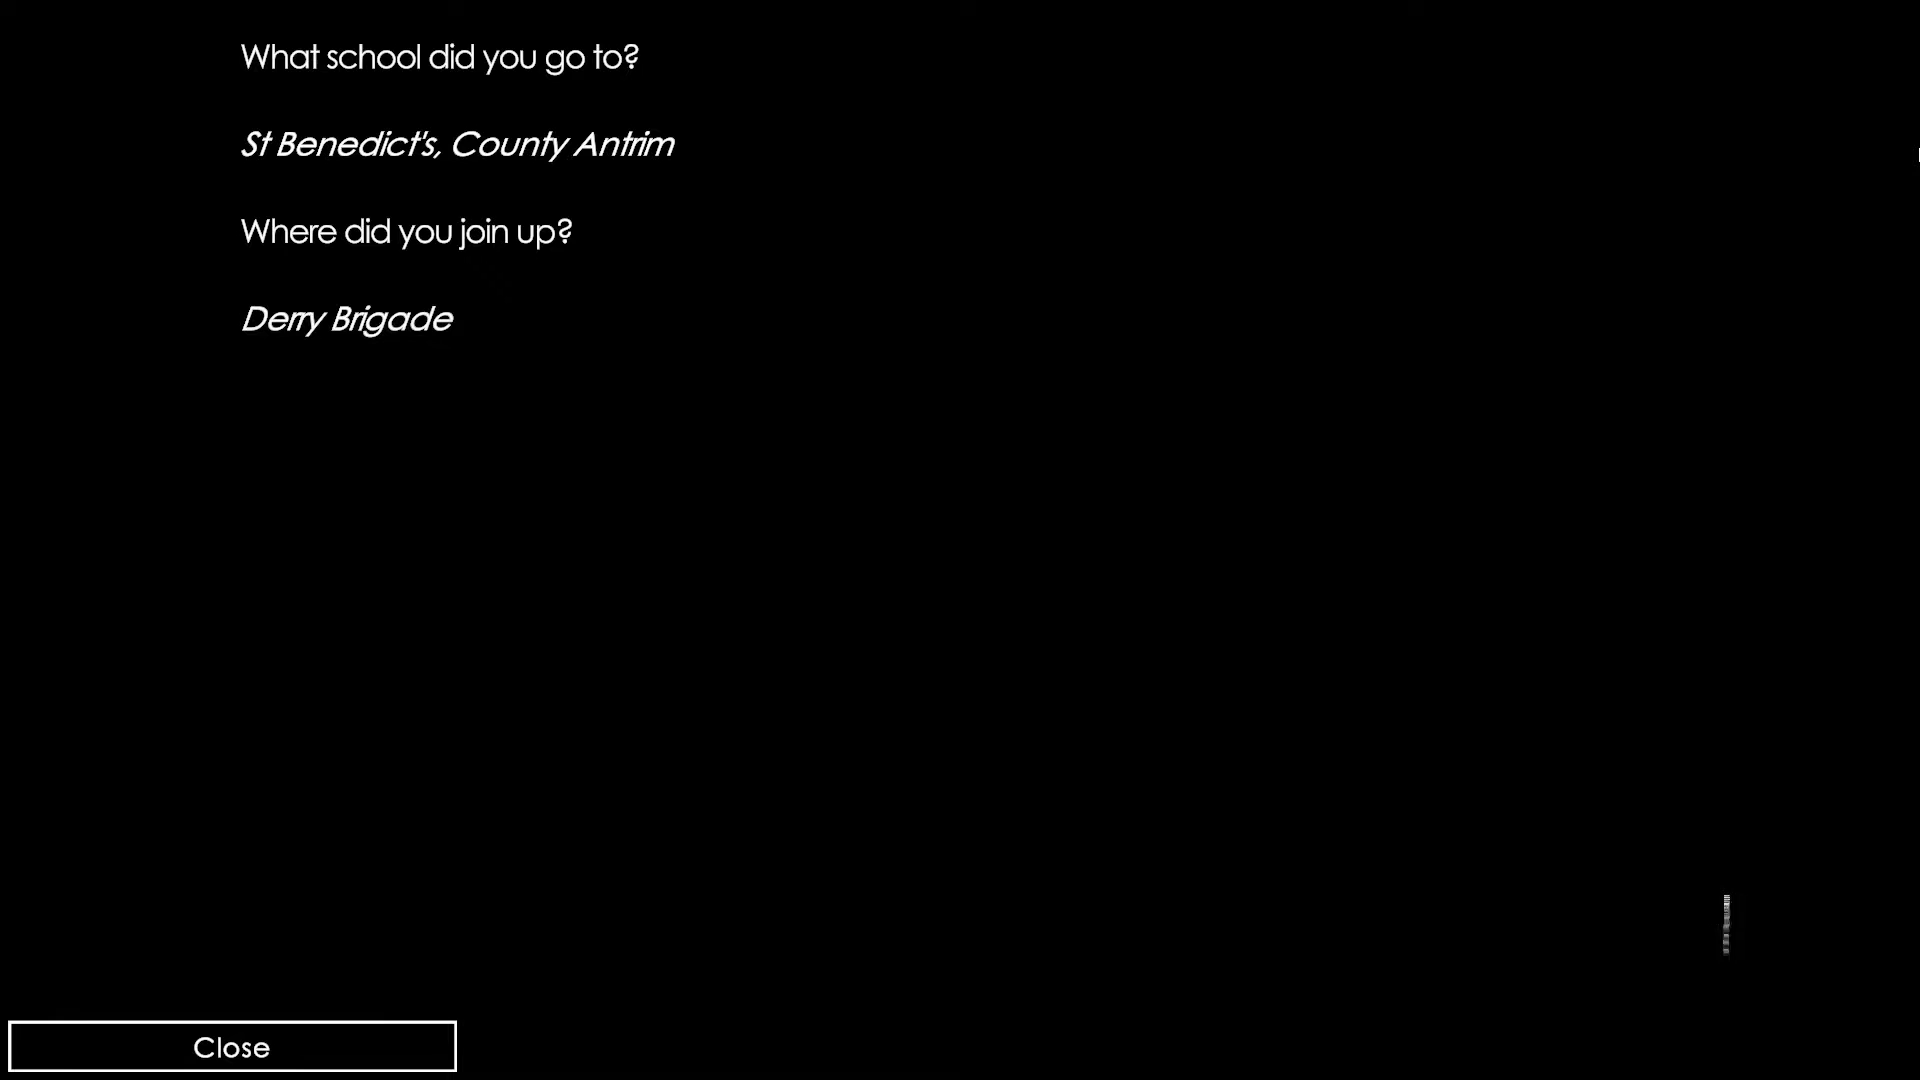 What school did you go to?
St Benedict's, County Antrim
Where did you join up?
Derry Brigade
Close